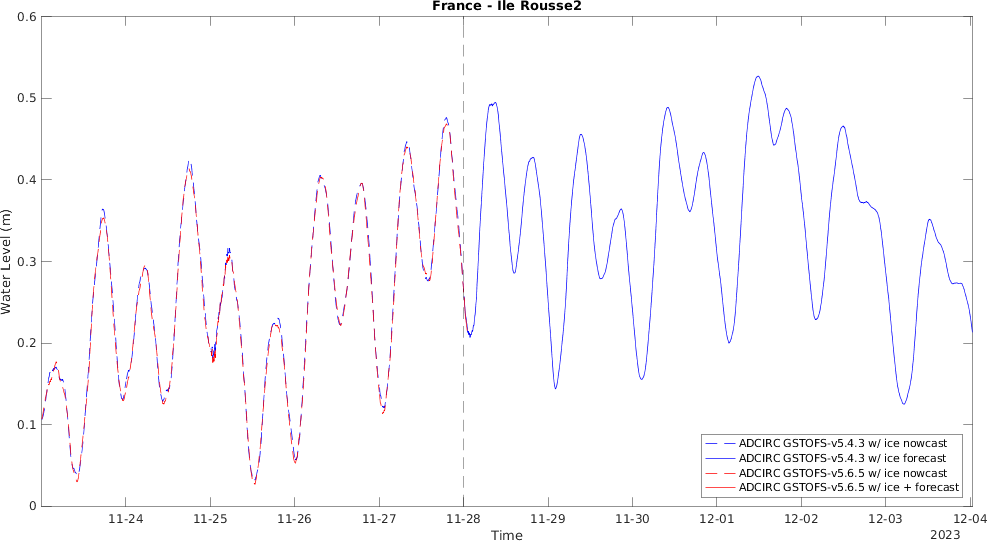 France - Ile Rousse2
Water Level (m)
0.6
0.5
0.4
0.3
0.2
0.1
0
11-24
11-25
11-26
11-27
11-28
11-29
11-30
12-01
12-02
12-03
12-04
Time
2023
ADCIRC GSTOFS-v5.4.3 w/ ice nowcast
ADCIRC GSTOFS-v5.4.3 w/ ice forecast
ADCIRC GSTOFS-v5.6.5 w/ ice nowcast
ADCIRC GSTOFS-v5.6.5 w/ ice + forecast